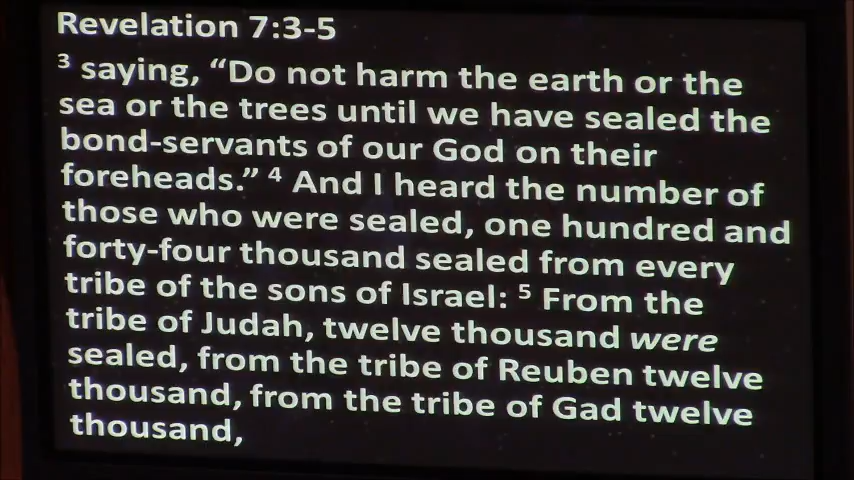 Revelation 7:3-5
³ saying, “Do not harm the earth or the
sea or the trees until we have sealed the
bond-servants of our God on their
foreheads.” ⁴ And I heard the number of
those who were sealed, one hundred and
forty-four thousand sealed from every
tribe of the sons of Israel: ⁵ From the
tribe of Judah, twelve thousand were
sealed, from the tribe of Reuben twelve
thousand, from the tribe of Gad twelve
thousand,